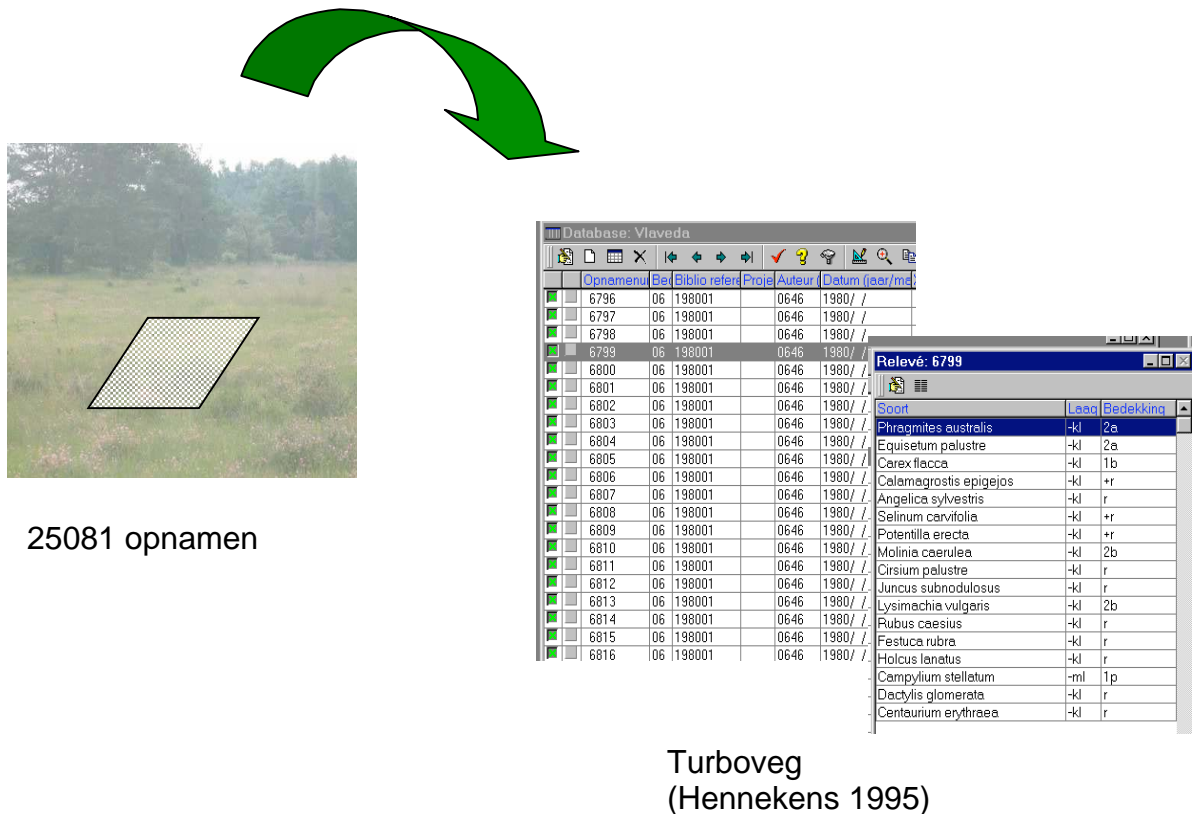 25081 opnamen
Database: Vlaveda
Opnamenu Bec Biblio refere Proje Auteur ( Datum (jaar/ma
6796 06 198001 0646 1980/ /
6797 06 198001 0646 1980/ /
6798 06 198001 0646 1980/ /
6799 06 198001 0646 1980/ /
6800 06 198001 0646 1980/ /
6801 06 198001 0646 1980/ /
6802 06 198001 0646 1980/ /
6803 06 198001 0646 1980/ /
6804 06 198001 0646 1980/ /
6805 06 198001 0646 1980/ /
6806 06 198001 0646 1980/ /
6807 06 198001 0646 1980/ /
6808 06 198001 0646 1980/ /
6809 06 198001 0646 1980/ /
6810 06 198001 0646 1980/ /
6811 06 198001 0646 1980/ /
6812 06 198001 0646 1980/ /
6813 06 198001 0646 1980/ /
6814 06 198001 0646 1980/ /
6815 06 198001 0646 1980/ /
6816 06 198001 0646 1980/ /
Relevé: 6799
Soort Laag Bedekking
Phragmites australis -kl 2a
Equisetum palustre -kl 2a
Carex flacca -kl 1b
Calamagrostis epigejos -kl +r
Angelica sylvestris -kl r
Selinum carvifolia -kl +r
Potentilla erecta -kl +r
Molinia caerulea -kl 2b
Cirsium palustre -kl r
Juncus subnodulosus -kl r
Lysimachia vulgaris -kl 2b
Rubus caesius -kl r
Festuca rubra -kl r
Holcus lanatus -kl r
Campylium stellatum -ml 1p
Dactylis glomerata -kl r
Centaurium erythraea -kl r
Turboveg
(Hennekens 1995)